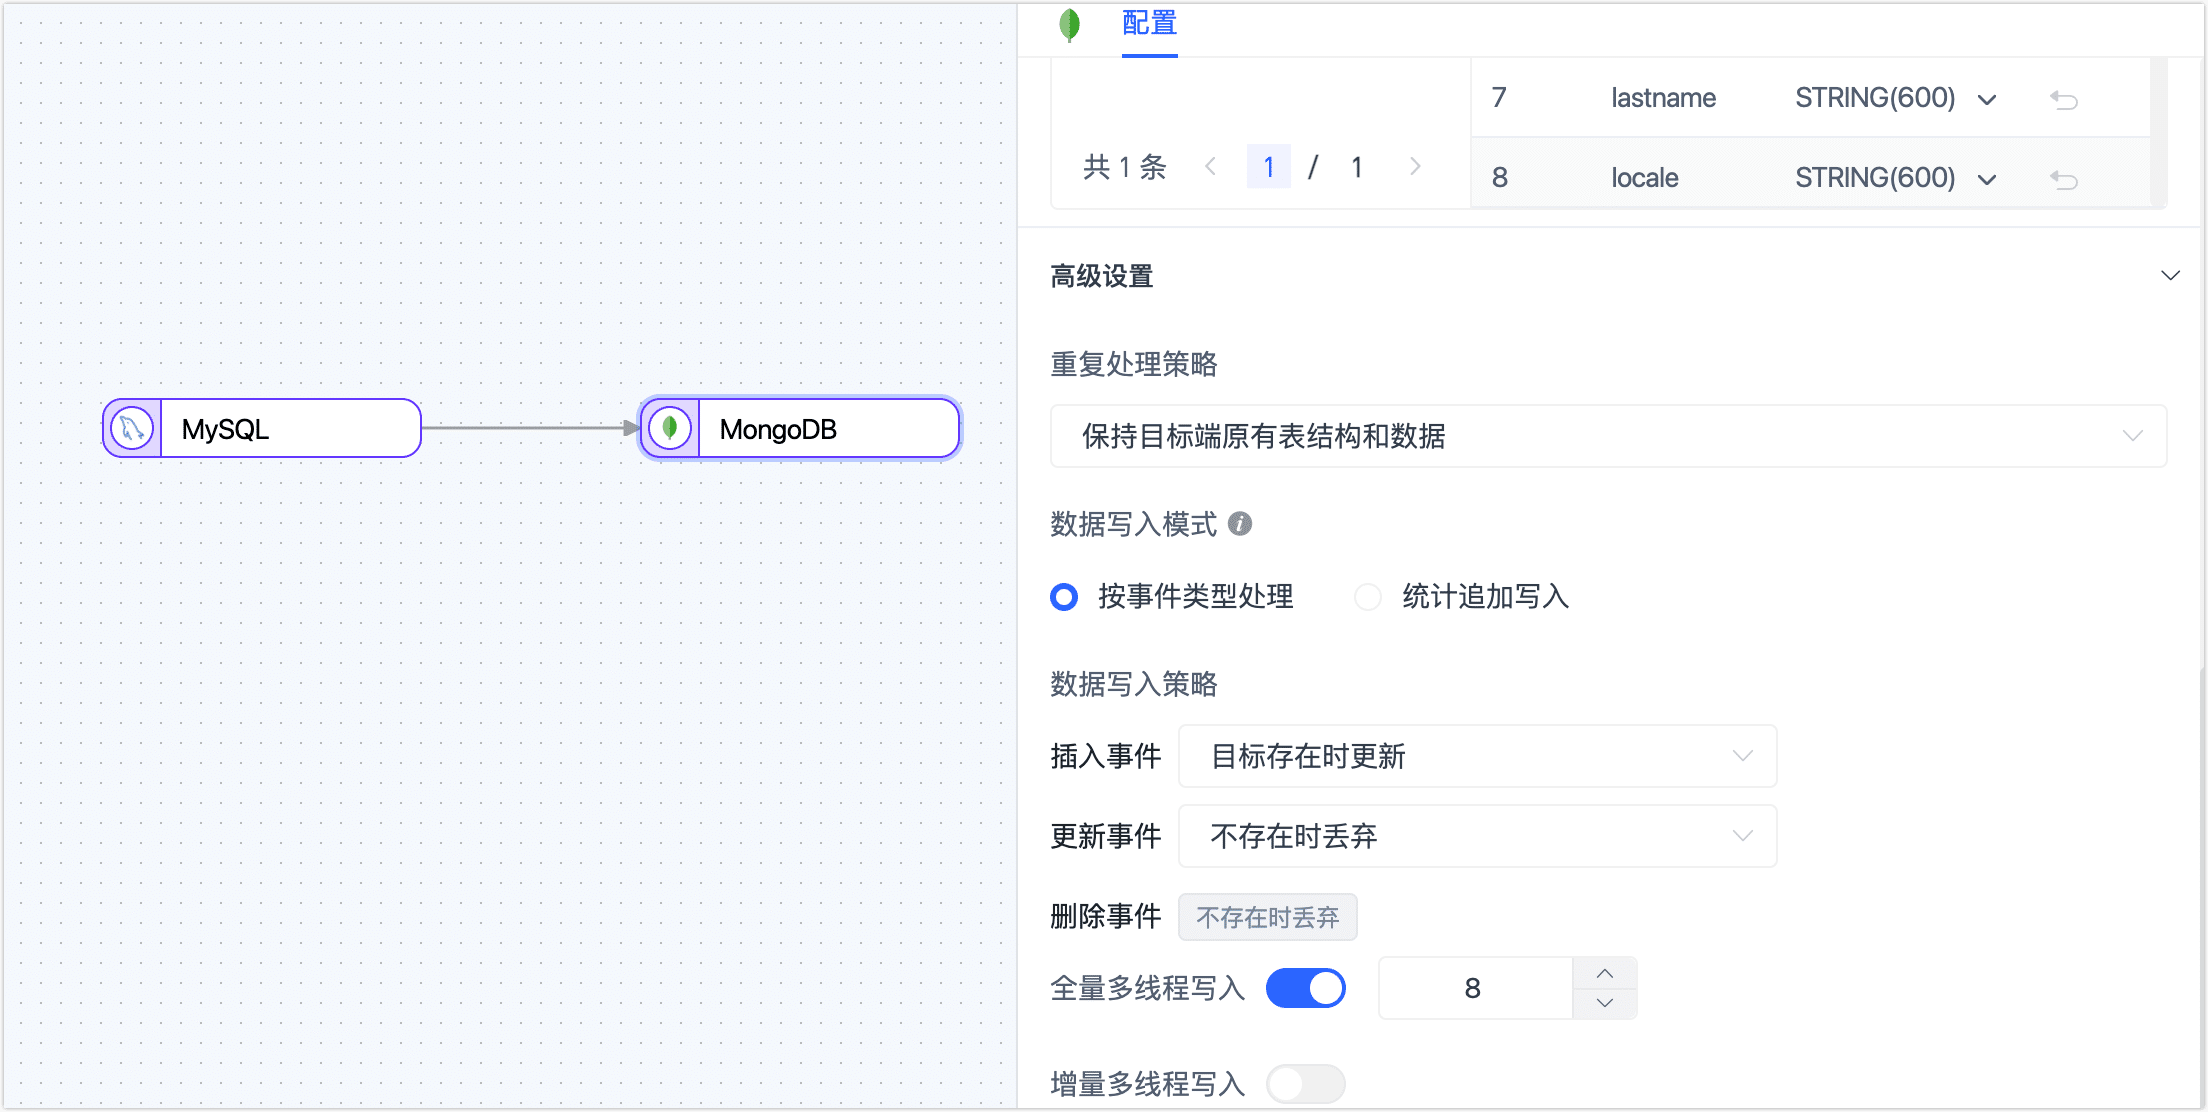 MySQL
MongoDB
配置
7 lastname STRING(600)
共 1 条 1 / 1
8 locale STRING(600)
高级设置
重复处理策略
保持目标端原有表结构和数据
数据写入模式
按事件类型处理 统计追加写入
数据写入策略
插入事件 目标存在时更新
更新事件 不存在时丢弃
删除事件 不存在时丢弃
全量多线程写入 8
增量多线程写入